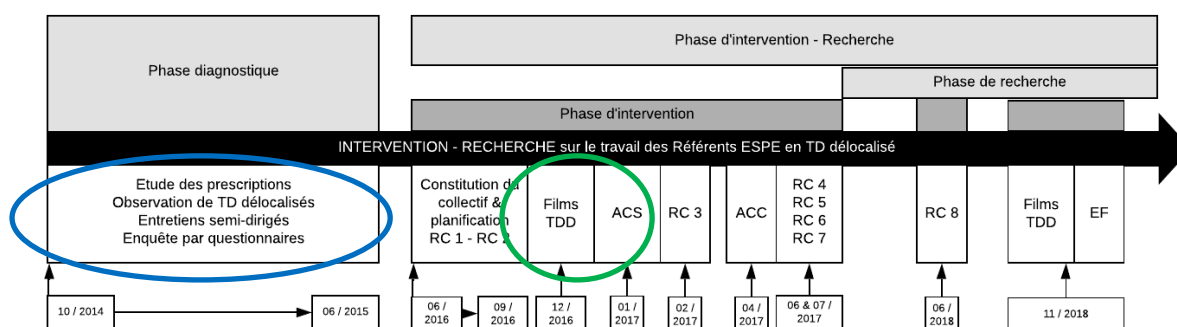 Phase diagnostique
Phase d'intervention - Recherche
Phase de recherche
Phase d'intervention
INTERVENTION - RECHERCHE sur le travail des Référents ESPE en TD délocalisé
Etude des prescriptions
Observation de TD délocalisés
Entretiens semi-dirigés
Enquête par questionnaires
Constitution du
collectif &
planification
RC 1 - RC 2
Films
TDD
ACS
RC 3
ACC
RC 4
RC 5
RC 6
RC 7
RC 8
Films
TDD
EF
10 / 2014
06 / 2015
06 /
2016
09 /
2016
12 /
2016
01 /
2017
02 /
2017
04 /
2017
06 & 07 /
2017
06 /
2018
11 / 2018